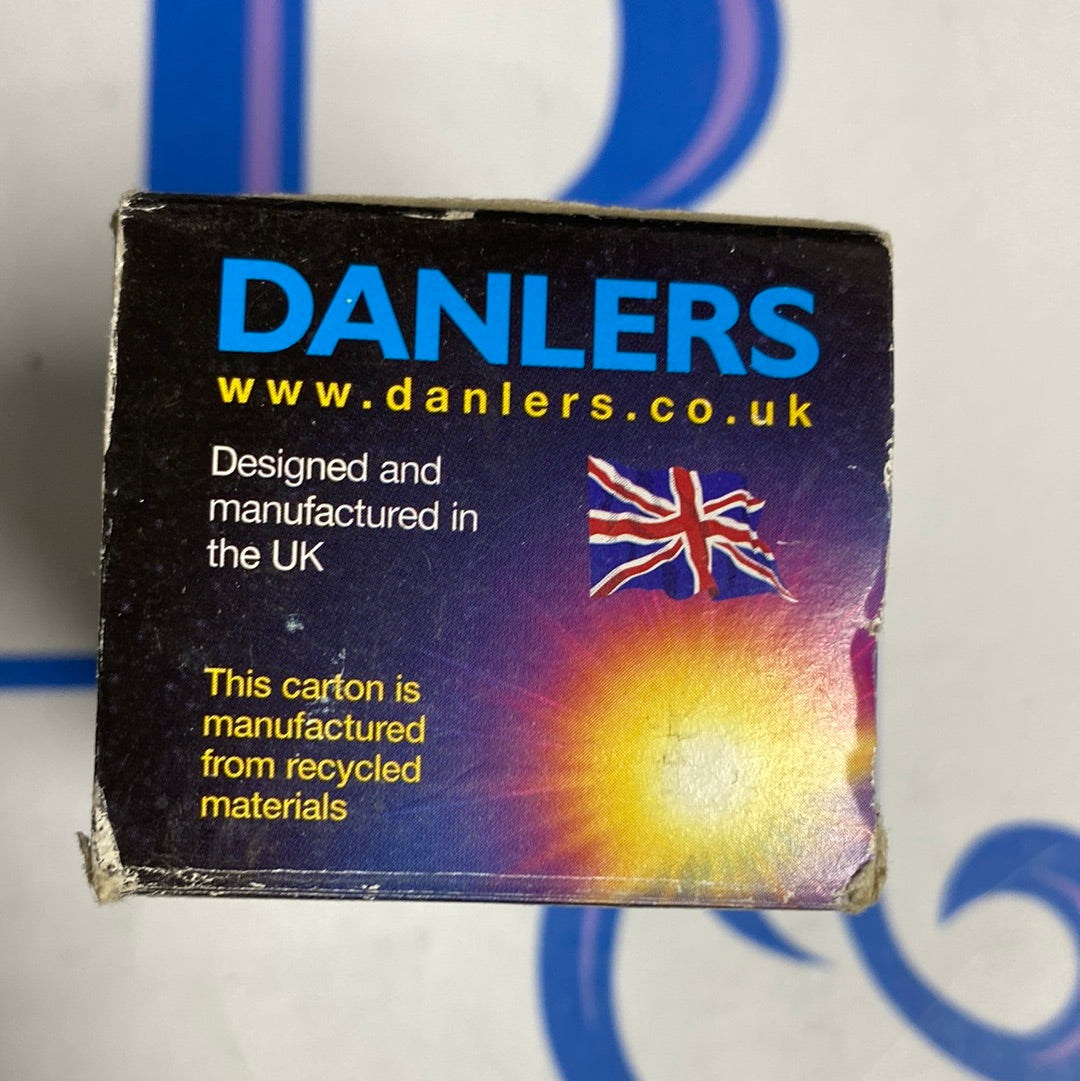 DANLERS
www.danlers.co.uk
Designed and
manufactured in
the UK
This carton is
manufactured
from recycled
materials